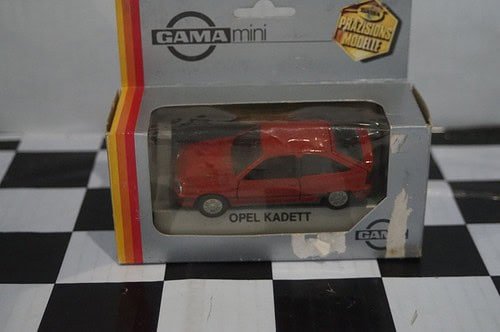 GAMA mini
PRÄZISIONS
MODELLE
OPEL KADETT
GAMA